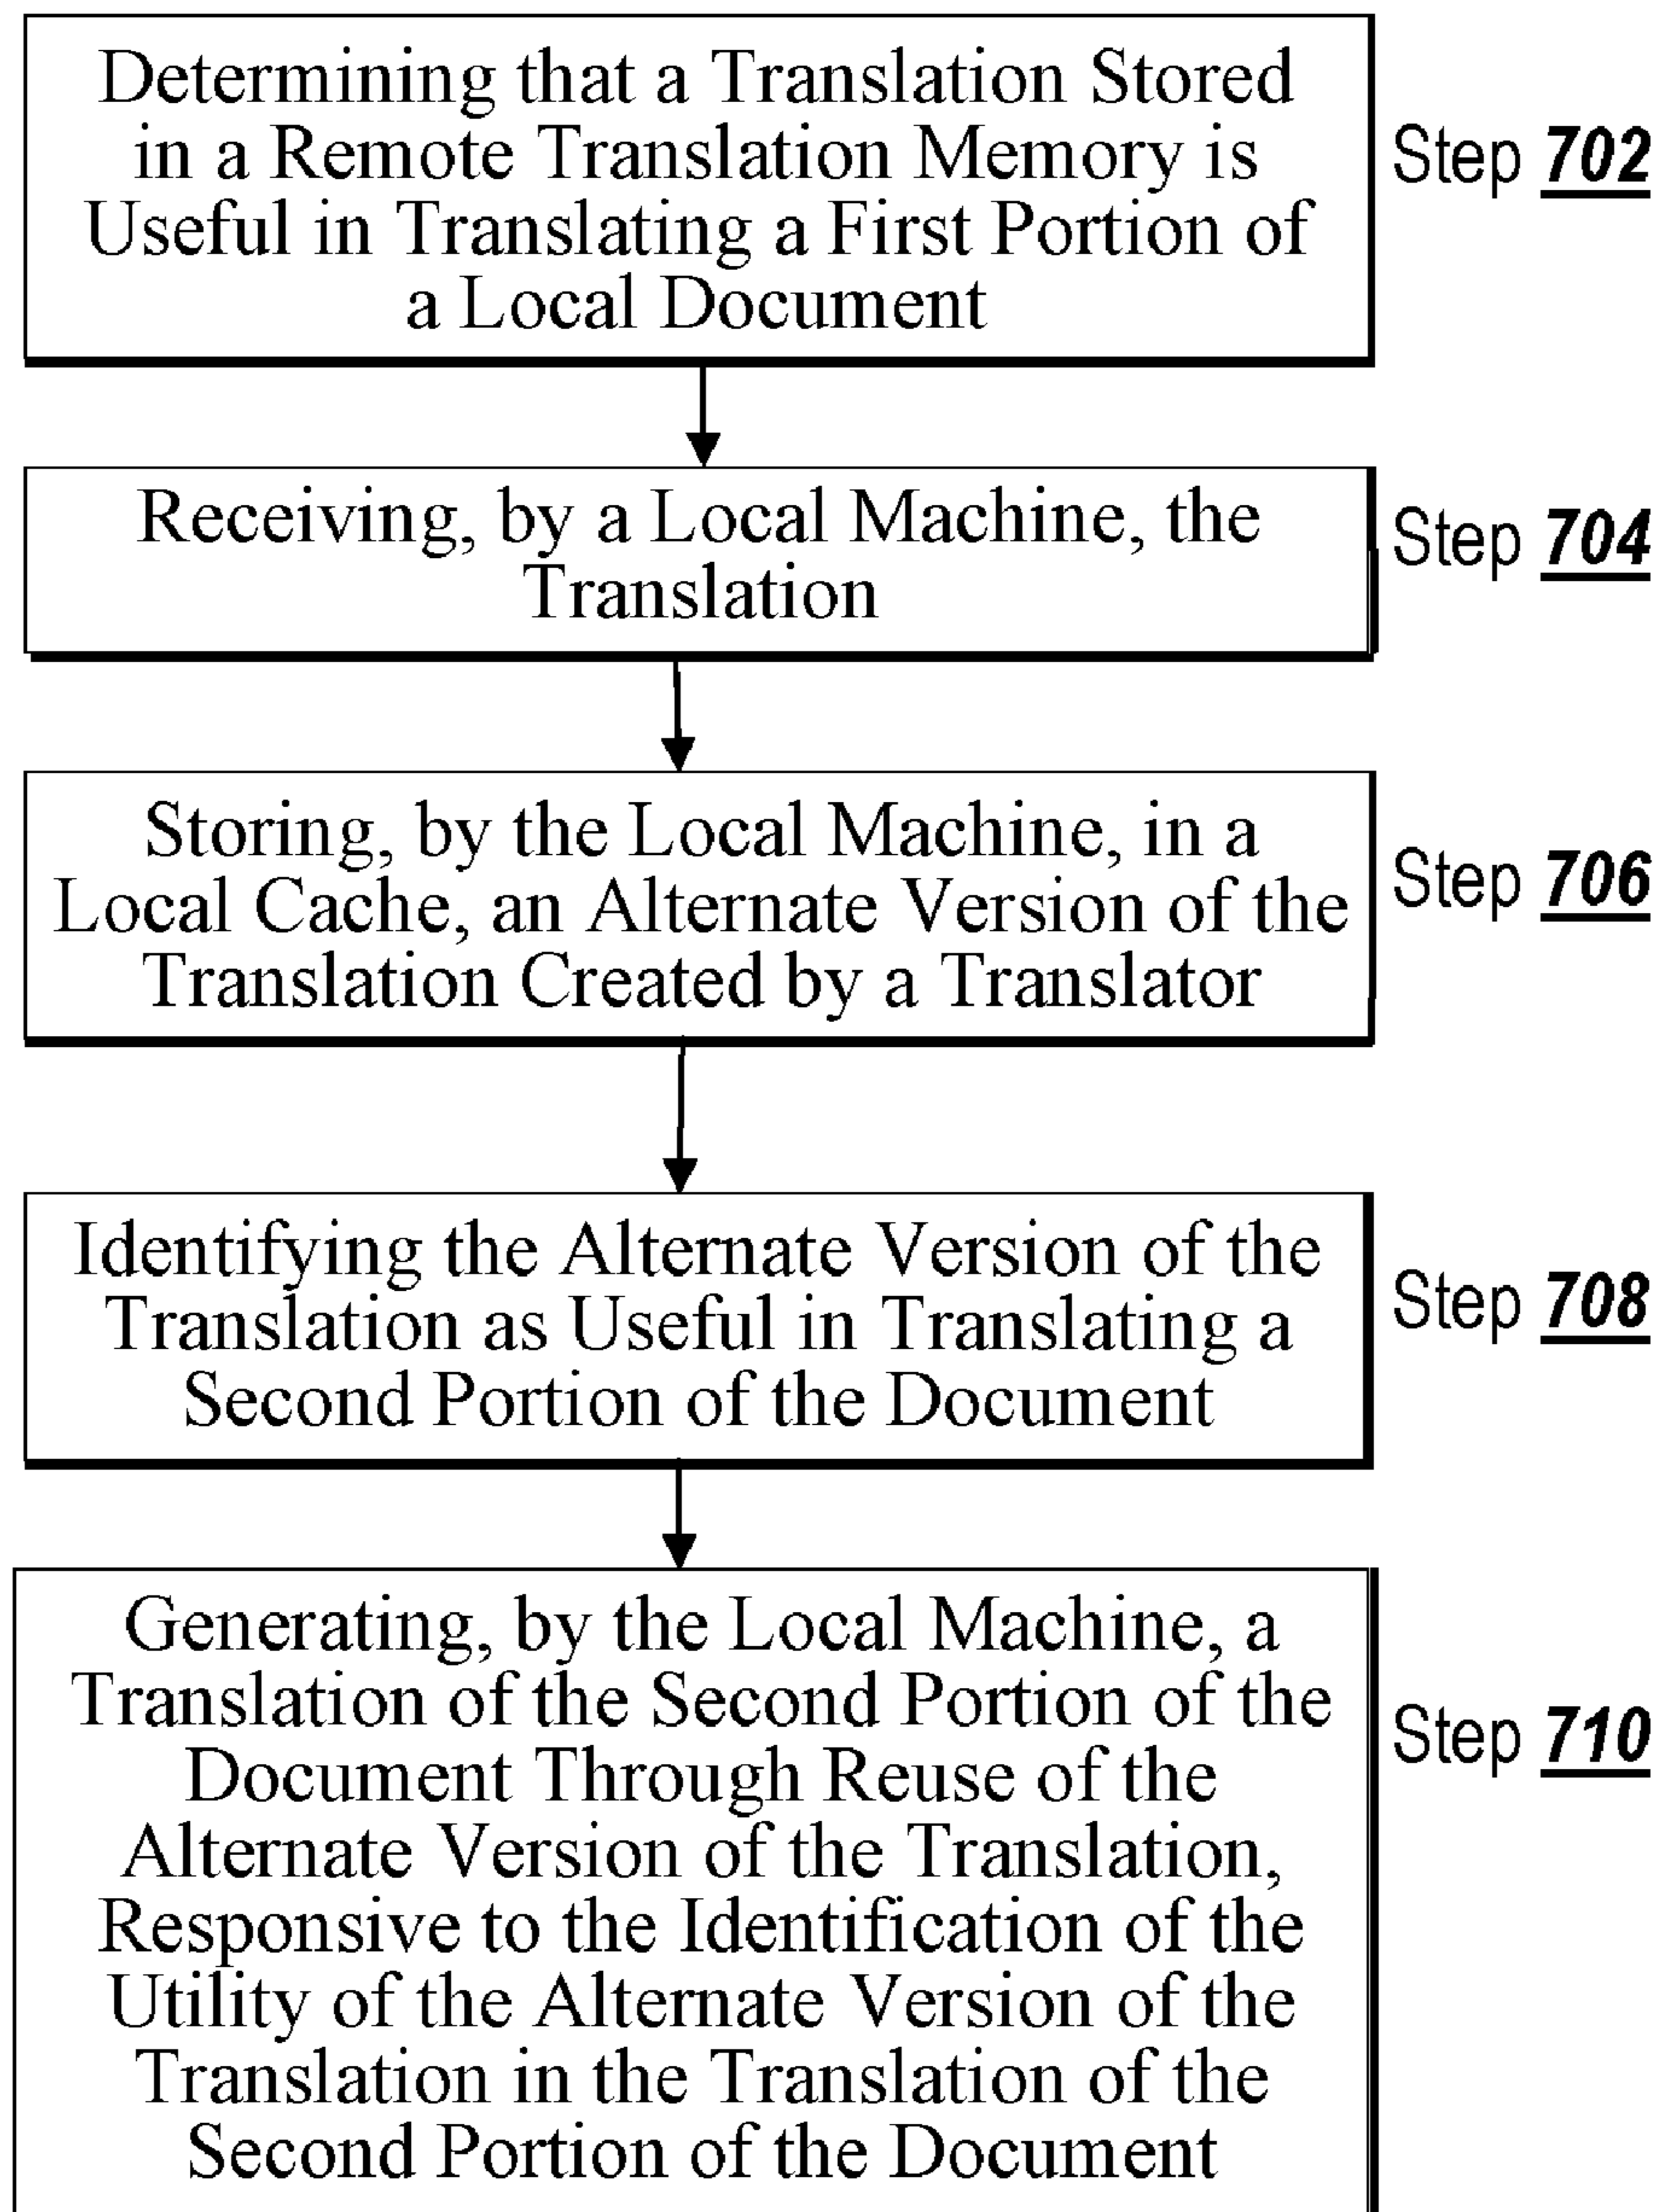 Determining that a Translation Stored
in a Remote Translation Memory is
Useful in Translating a First Portion of
a Local Document
Step 702
Receiving, by a Local Machine, the
Translation
Step 704
Storing, by the Local Machine, in a
Local Cache, an Alternate Version of the
Translation Created by a Translator
Step 706
Identifying the Alternate Version of the
Translation as Useful in Translating a
Second Portion of the Document
Step 708
Generating, by the Local Machine, a
Translation of the Second Portion of the
Document Through Reuse of the
Alternate Version of the Translation,
Responsive to the Identification of the
Utility of the Alternate Version of the
Translation in the Translation of the
Second Portion of the Document
Step 710